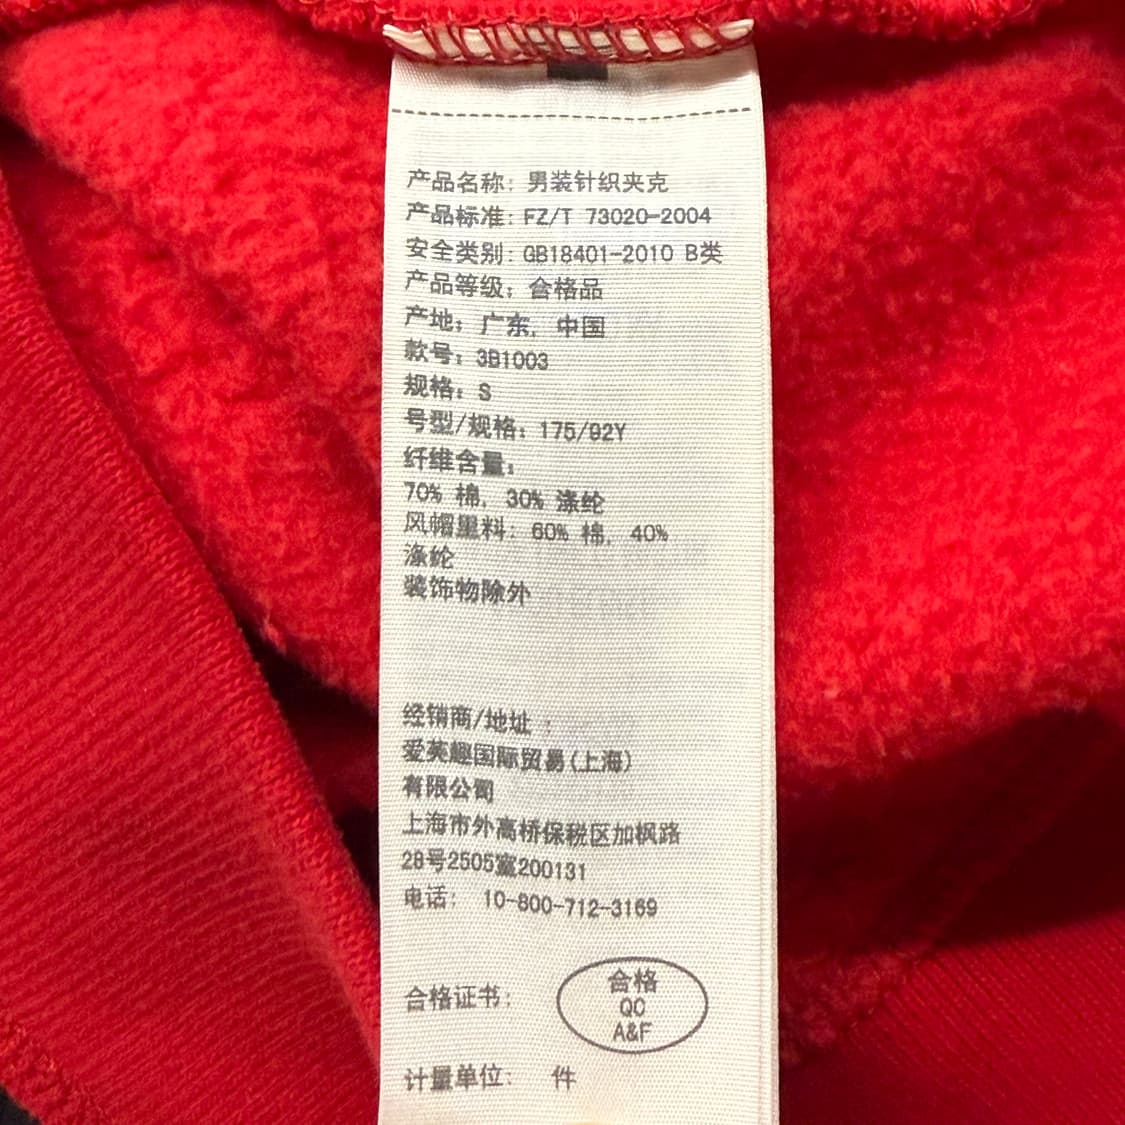 产品名称: 男装针织夹克
产品标准: FZ/T 73020-2004
安全类别: GB18401-2010 B类
产品等级: 合格品
产地: 广东, 中国
款号: 3B1003
规格: S
号型/规格: 175/92Y
纤维含量:
70% 棉, 30% 涤纶
风帽里料: 60% 棉, 40%
涤纶
装饰物除外
经销商/地址 :
爱芙趣国际贸易(上海)
有限公司
上海市外高桥保税区加枫路
28号2505室200131
电话: 10-800-712-3169
合格证书:
合格
QC
A&F
计量单位: 件